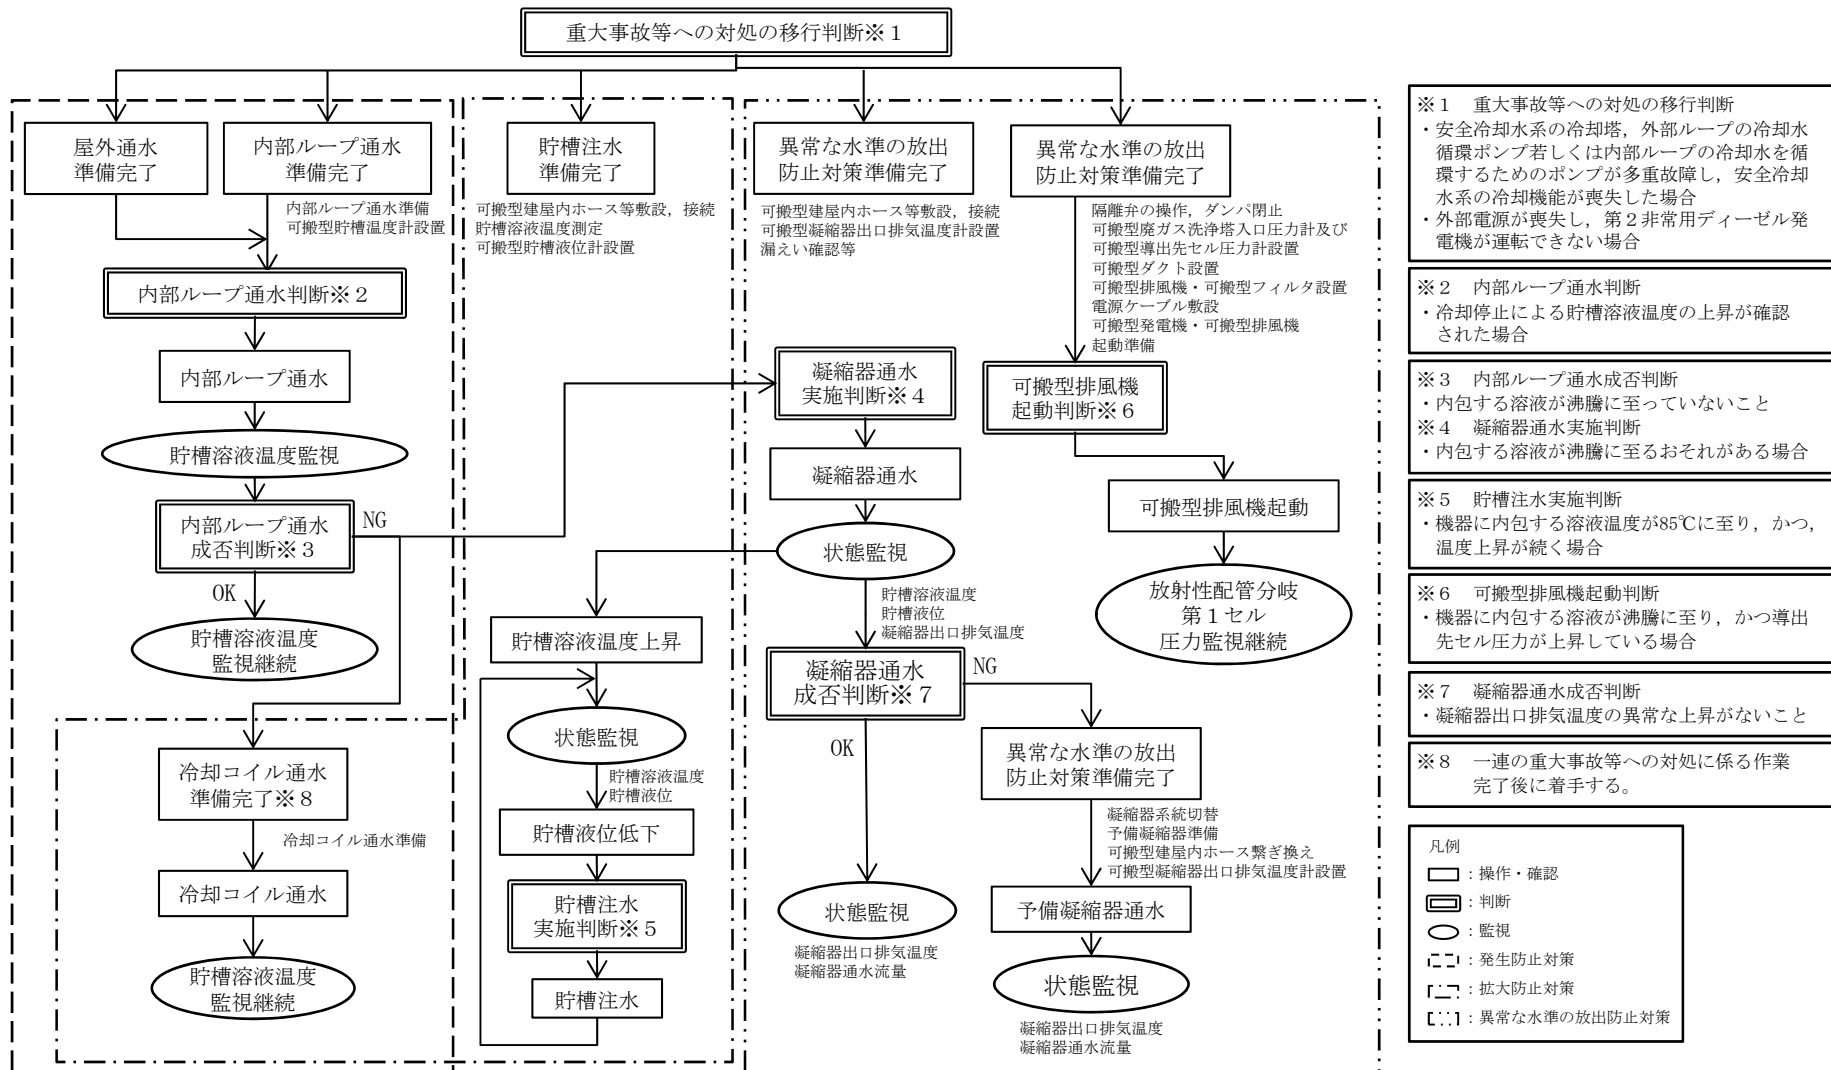 重大事故等への対処の移行判断※１
屋外通水
準備完了
内部ループ通水
準備完了
内部ループ通水準備
可搬型貯槽温度計設置
内部ループ通水判断※２
内部ループ通水
貯槽溶液温度監視
内部ループ通水
成否判断※３
NG
OK
貯槽溶液温度
監視継続
冷却コイル通水
準備完了※８
冷却コイル通水準備
冷却コイル通水
貯槽溶液温度
監視継続
貯槽注水
準備完了
可搬型建屋内ホース等敷設，接続
貯槽溶液温度測定
可搬型貯槽液位計設置
貯槽溶液温度上昇
状態監視
貯槽溶液温度
貯槽液位
貯槽液位低下
貯槽注水
実施判断※５
貯槽注水
異常な水準の放出
防止対策準備完了
可搬型建屋内ホース等敷設，接続
可搬型凝縮器出口排気温度計設置
漏えい確認等
凝縮器通水
実施判断※４
凝縮器通水
状態監視
貯槽溶液温度
貯槽液位
凝縮器出口排気温度
凝縮器通水
成否判断※７
NG
OK
状態監視
凝縮器出口排気温度
凝縮器通水流量
異常な水準の放出
防止対策準備完了
隔離弁の操作，ダンパ閉止
可搬型廃ガス洗浄塔入口圧力計及び
可搬型導出先セル圧力計設置
可搬型ダクト設置
可搬型排風機・可搬型フィルタ設置
電源ケーブル敷設
可搬型発電機・可搬型排風機
起動準備
可搬型排風機
起動判断※６
可搬型排風機起動
放射性配管分岐
第１セル
圧力監視継続
異常な水準の放出
防止対策準備完了
凝縮器系統切替
予備凝縮器準備
可搬型建屋内ホース繋ぎ換え
可搬型凝縮器出口排気温度計設置
予備凝縮器通水
状態監視
凝縮器出口排気温度
凝縮器通水流量
※１　重大事故等への対処の移行判断
・安全冷却水系の冷却塔，外部ループの冷却水
循環ポンプ若しくは内部ループの冷却水を循
環するためのポンプが多重故障し，安全冷却
水系の冷却機能が喪失した場合
・外部電源が喪失し，第２非常用ディーゼル発
電機が運転できない場合
※２　内部ループ通水判断
・冷却停止による貯槽溶液温度の上昇が確認
された場合
※３　内部ループ通水成否判断
・内包する溶液が沸騰に至っていないこと
※４　凝縮器通水実施判断
・内包する溶液が沸騰に至るおそれがある場合
※５　貯槽注水実施判断
・機器に内包する溶液温度が85℃に至り，かつ，
温度上昇が続く場合
※６　可搬型排風機起動判断
・機器に内包する溶液が沸騰に至り，かつ導出
先セル圧力が上昇している場合
※７　凝縮器通水成否判断
・凝縮器出口排気温度の異常な上昇がないこと
※８　一連の重大事故等への対処に係る作業
完了後に着手する。
凡例
：操作・確認
：判断
：監視
：発生防止対策
：拡大防止対策
：異常な水準の放出防止対策